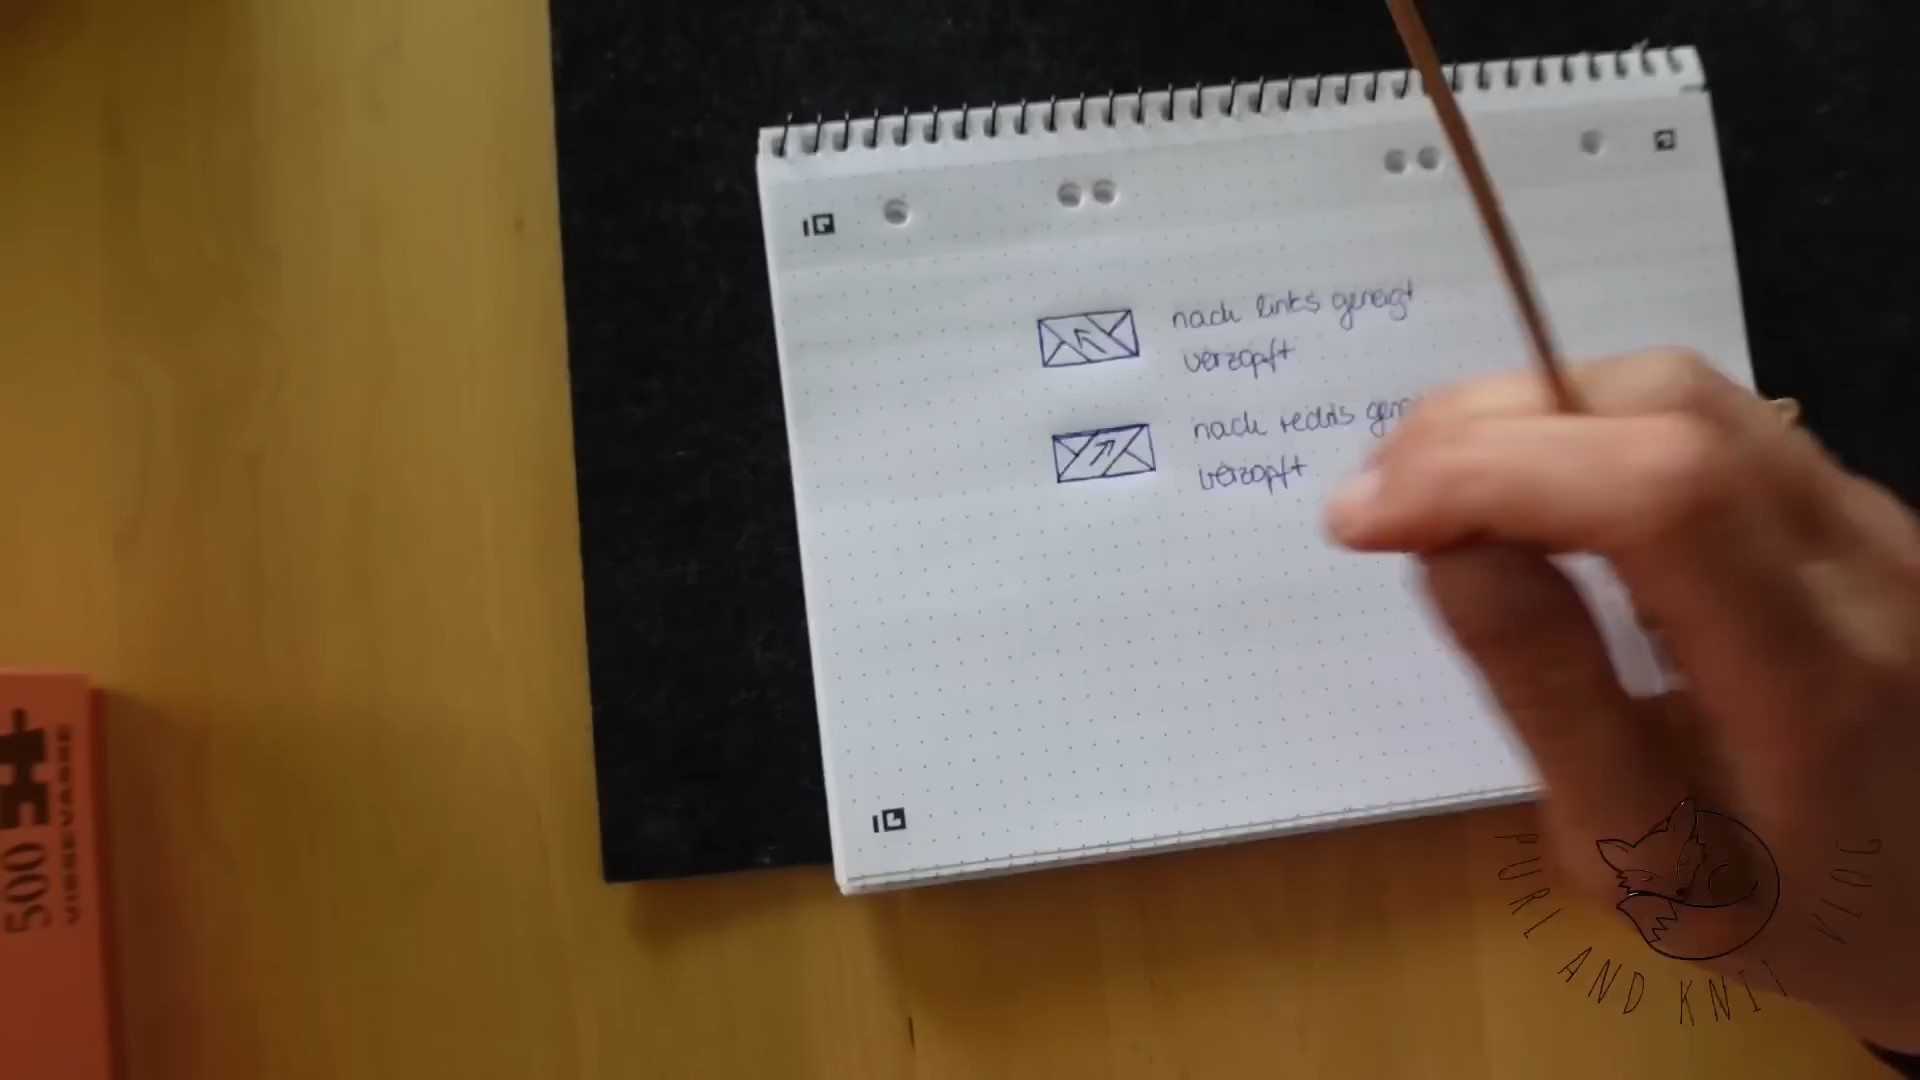 nach links geneigt
verzopft
nach rechts
verzopft
500
PURL AND KNIT VLOG